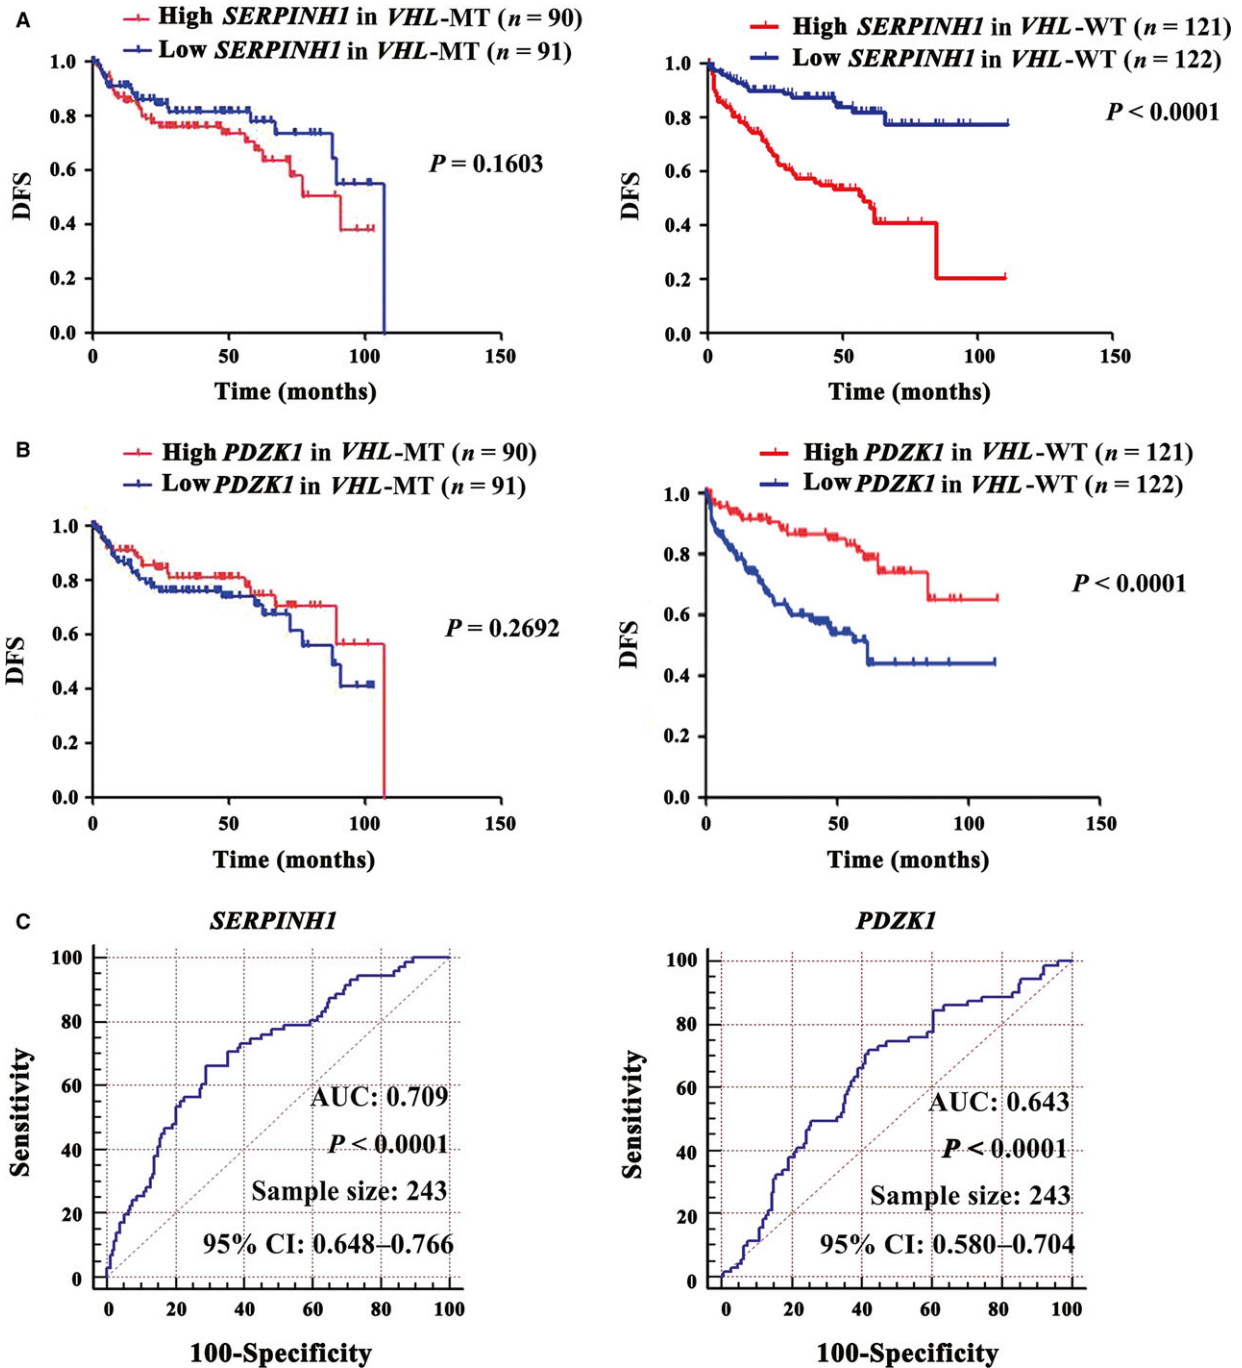 A
High SERPINH1 in VHL-MT (n = 90)
Low SERPINH1 in VHL-MT (n = 91)
1.0
0.8
0.6
0.4
0.2
0.0
DFS
P = 0.1603
0 50 100 150
Time (months)
High SERPINH1 in VHL-WT (n = 121)
Low SERPINH1 in VHL-WT (n = 122)
1.0
0.8
0.6
0.4
0.2
0.0
DFS
P < 0.0001
0 50 100 150
Time (months)
B
High PDZK1 in VHL-MT (n = 90)
Low PDZK1 in VHL-MT (n = 91)
1.0
0.8
0.6
0.4
0.2
0.0
DFS
P = 0.2692
0 50 100 150
Time (months)
High PDZK1 in VHL-WT (n = 121)
Low PDZK1 in VHL-WT (n = 122)
1.0
0.8
0.6
0.4
0.2
0.0
DFS
P < 0.0001
0 50 100 150
Time (months)
C
SERPINH1
100
80
60
40
20
0
Sensitivity
AUC: 0.709
P < 0.0001
Sample size: 243
95% CI: 0.648–0.766
0 20 40 60 80 100
100-Specificity
PDZK1
100
80
60
40
20
0
Sensitivity
AUC: 0.643
P < 0.0001
Sample size: 243
95% CI: 0.580–0.704
0 20 40 60 80 100
100-Specificity